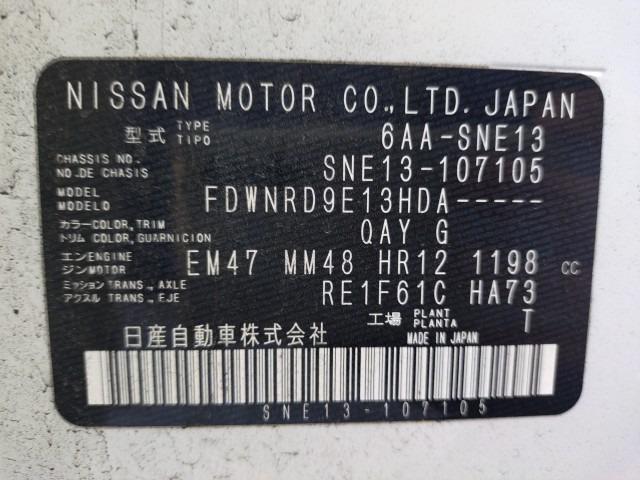 NISSAN MOTOR CO.,LTD. JAPAN
型式 TYPE TIPO 6AA-SNE13
CHASSIS NO. NO.DE CHASIS SNE13-107105
MODEL MODELO FDWNRD9E13HDA-----
カラー COLOR, TRIM トリム COLOR, GUARNICION QAY G
エンジン ENGINE MOTOR EM47 MM48 HR12 1198 CC
ミッション TRANS., AXLE アクスル TRANS., EJE RE1F61C HA73
工場 PLANT PLANTA T
日産自動車株式会社 MADE IN JAPAN
SNE13-107105